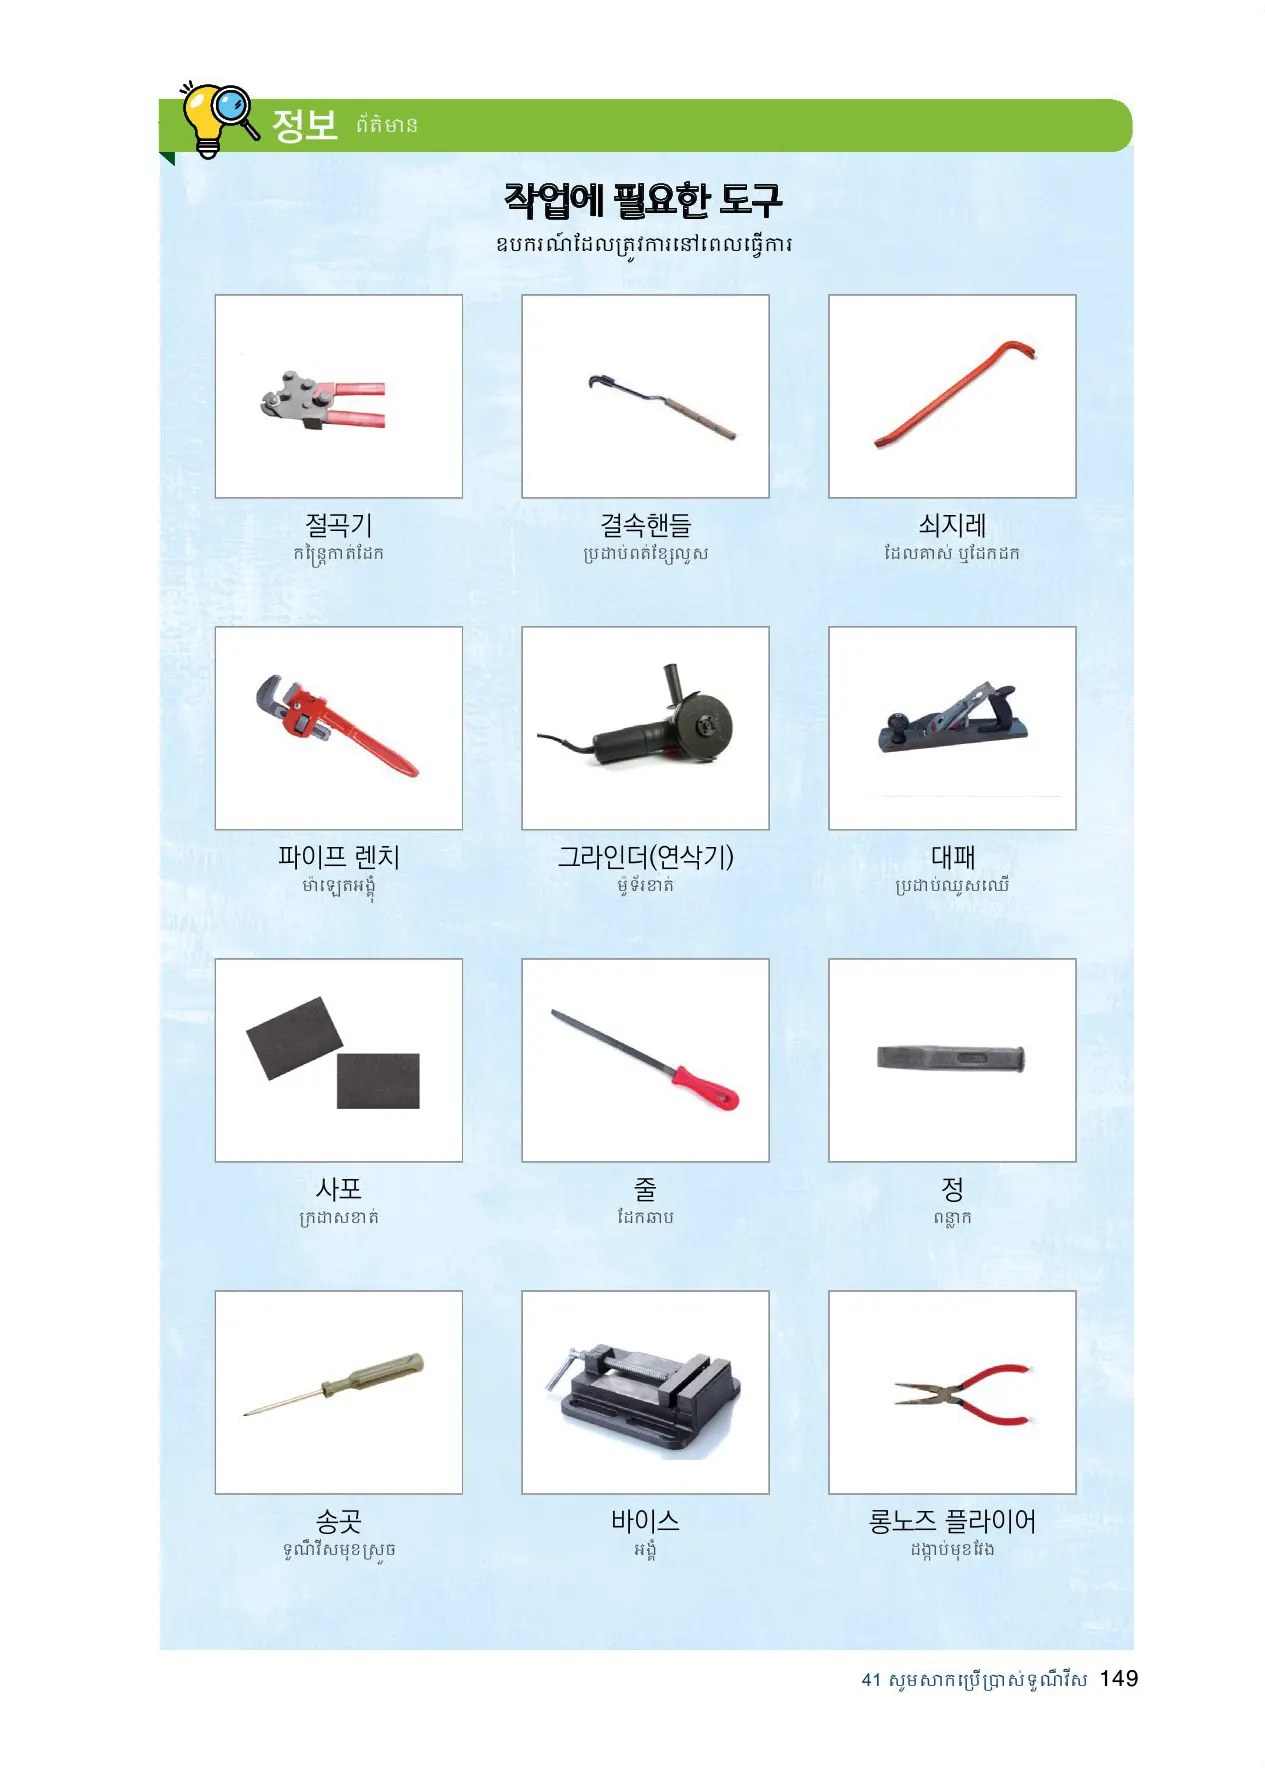 정보 ព័ត៌មាន
작업에 필요한 도구
ឧបករណ៍ដែលត្រូវការនៅពេលធ្វើការ
절곡기 결속핸들 쇠지레
កន្ត្រៃកាត់ដែក ប្រដាប់ពត់ខ្សែលួស ដែលគាស់ ឬដែកដក
파이프 렌치 그라인더(연삭기) 대패
ម៉ាឡេតអង្គុំ ម៉ូទ័រខាត់ ប្រដាប់ឈូសឈើ
사포 줄 정
ក្រដាសខាត់ ដែកឆាប ពន្លាក
송곳 바이스 롱노즈 플라이어
ទួណឺវីសមុខស្រួច អង្គំ ដង្កាប់មុខវែង
41 សូមសាកប្រើប្រាស់ទួណឺវីស 149